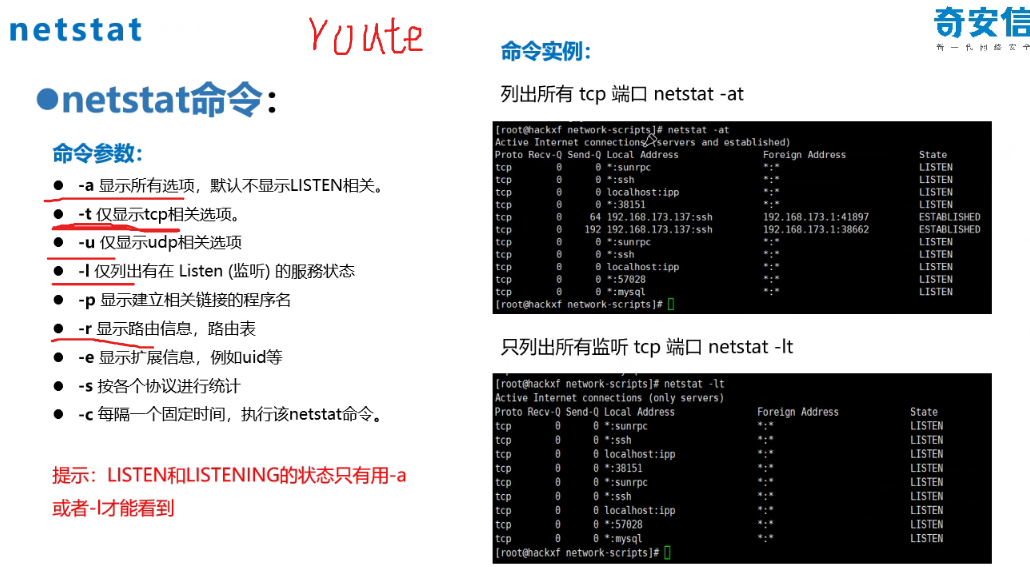 netstat
Youte
奇安信
新一代网络安全
●netstat命令：
命令参数：
● -a 显示所有选项，默认不显示LISTEN相关。
● -t 仅显示tcp相关选项。
● -u 仅显示udp相关选项
● -l 仅列出有在 Listen (监听) 的服務状态
● -p 显示建立相关链接的程序名
● -r 显示路由信息，路由表
● -e 显示扩展信息，例如uid等
● -s 按各个协议进行统计
● -c 每隔一个固定时间，执行该netstat命令。
提示：LISTEN和LISTENING的状态只有用-a
或者-l才能看到
命令实例：
列出所有 tcp 端口 netstat -at
[root@hackxf network-scripts]# netstat -at
Active Internet connections (servers and established)
Proto Recv-Q Send-Q Local Address Foreign Address State
tcp 0 0 *:sunrpc *:* LISTEN
tcp 0 0 *:ssh *:* LISTEN
tcp 0 0 localhost:ipp *:* LISTEN
tcp 0 0 *:38151 *:* LISTEN
tcp 0 64 192.168.173.137:ssh 192.168.173.1:41897 ESTABLISHED
tcp 0 192 192.168.173.137:ssh 192.168.173.1:38662 ESTABLISHED
tcp 0 0 *:sunrpc *:* LISTEN
tcp 0 0 *:ssh *:* LISTEN
tcp 0 0 localhost:ipp *:* LISTEN
tcp 0 0 *:57028 *:* LISTEN
tcp 0 0 *:mysql *:* LISTEN
[root@hackxf network-scripts]#
只列出所有监听 tcp 端口 netstat -lt
[root@hackxf network-scripts]# netstat -lt
Active Internet connections (only servers)
Proto Recv-Q Send-Q Local Address Foreign Address State
tcp 0 0 *:sunrpc *:* LISTEN
tcp 0 0 *:ssh *:* LISTEN
tcp 0 0 localhost:ipp *:* LISTEN
tcp 0 0 *:38151 *:* LISTEN
tcp 0 0 *:sunrpc *:* LISTEN
tcp 0 0 *:ssh *:* LISTEN
tcp 0 0 localhost:ipp *:* LISTEN
tcp 0 0 *:57028 *:* LISTEN
tcp 0 0 *:mysql *:* LISTEN
[root@hackxf network-scripts]#